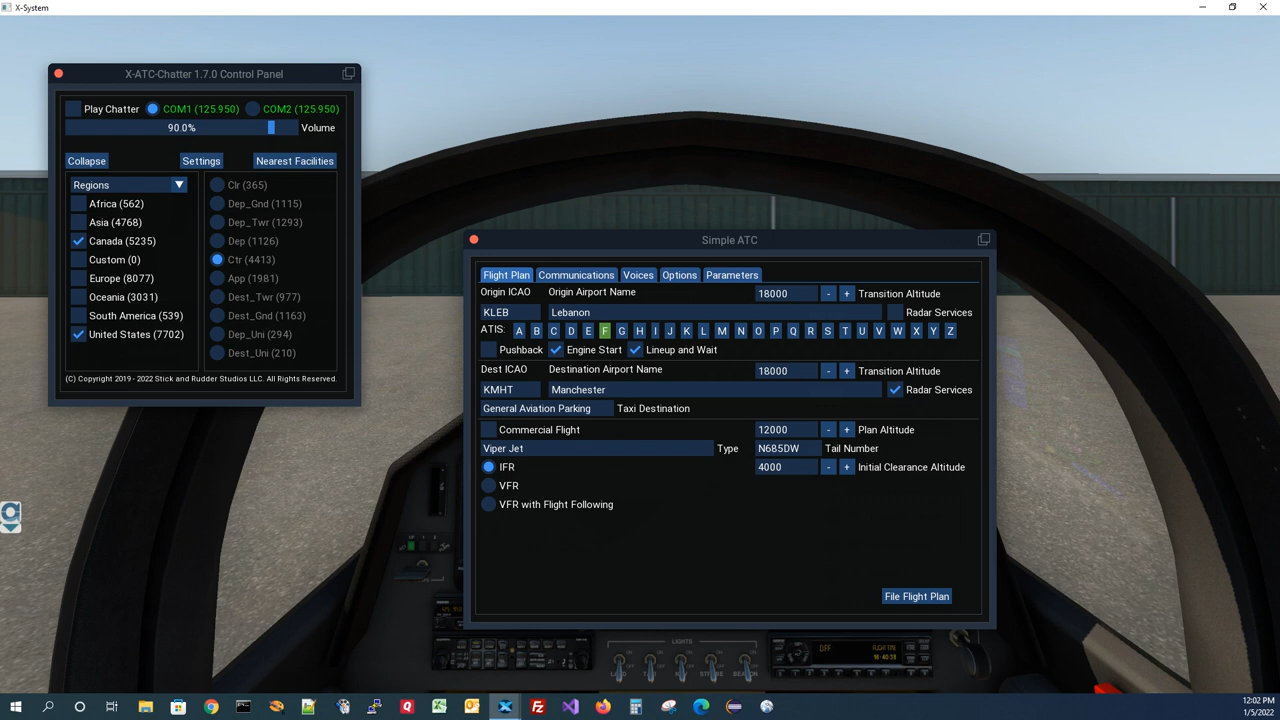 X-System
X-ATC-Chatter 1.7.0 Control Panel
Play Chatter COM1 (125.950) COM2 (125.950)
90.0% Volume
Collapse Settings Nearest Facilities
Regions
Africa (562)
Asia (4768)
Canada (5235)
Custom (0)
Europe (8077)
Oceania (3031)
South America (539)
United States (7702)
Clr (365)
Dep_Gnd (1115)
Dep_Twr (1293)
Dep (1126)
Ctr (4413)
App (1981)
Dest_Twr (977)
Dest_Gnd (1163)
Dep_Uni (294)
Dest_Uni (210)
(C) Copyright 2019 - 2022 Stick and Rudder Studios LLC. All Rights Reserved.
Simple ATC
Flight Plan Communications Voices Options Parameters
Origin ICAO Origin Airport Name 18000 - + Transition Altitude
KLEB Lebanon Radar Services
ATIS: A B C D E F G H I J K L M N O P Q R S T U V W X Y Z
Pushback Engine Start Lineup and Wait
Dest ICAO Destination Airport Name 18000 - + Transition Altitude
KMHT Manchester Radar Services
General Aviation Parking Taxi Destination
Commercial Flight 12000 - + Plan Altitude
Viper Jet Type N685DW Tail Number
IFR 4000 - + Initial Clearance Altitude
VFR
VFR with Flight Following
File Flight Plan
LIGHTS
OFF FLIGHT TIME
12:02 PM
1/5/2022